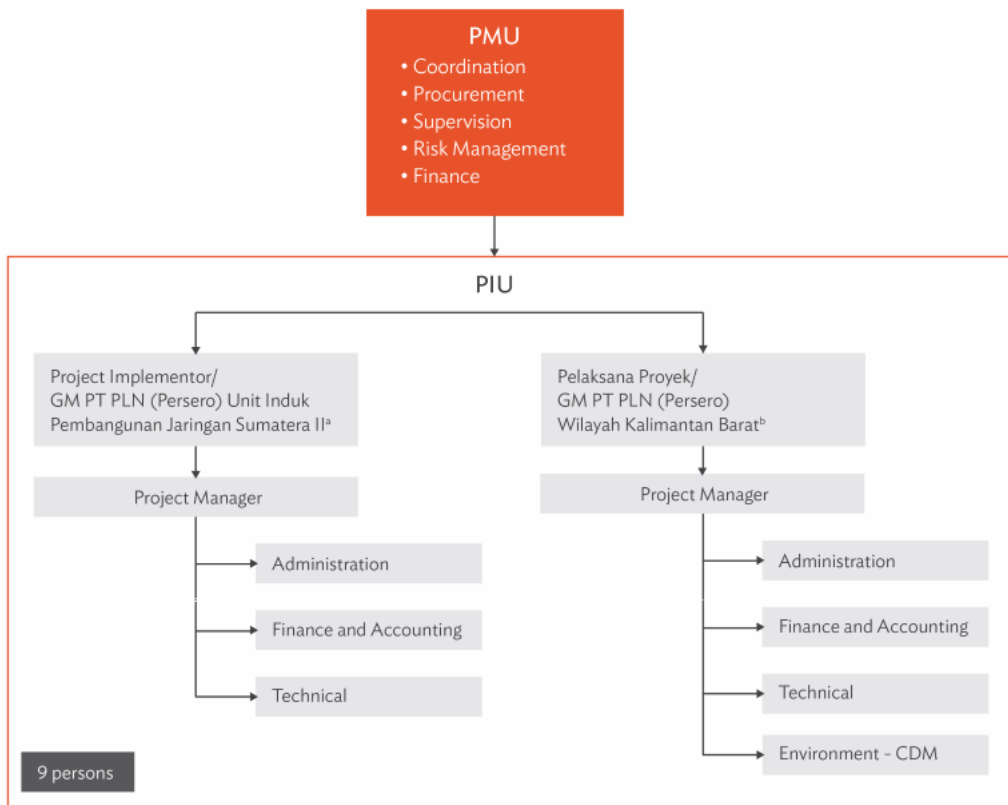 PMU
• Coordination
• Procurement
• Supervision
• Risk Management
• Finance
PIU
Project Implementor/
GM PT PLN (Persero) Unit Induk
Pembangunan Jaringan Sumatera IIᵃ
Project Manager
Administration
Finance and Accounting
Technical
Pelaksana Proyek/
GM PT PLN (Persero)
Wilayah Kalimantan Baratᵇ
Project Manager
Administration
Finance and Accounting
Technical
Environment – CDM
9 persons